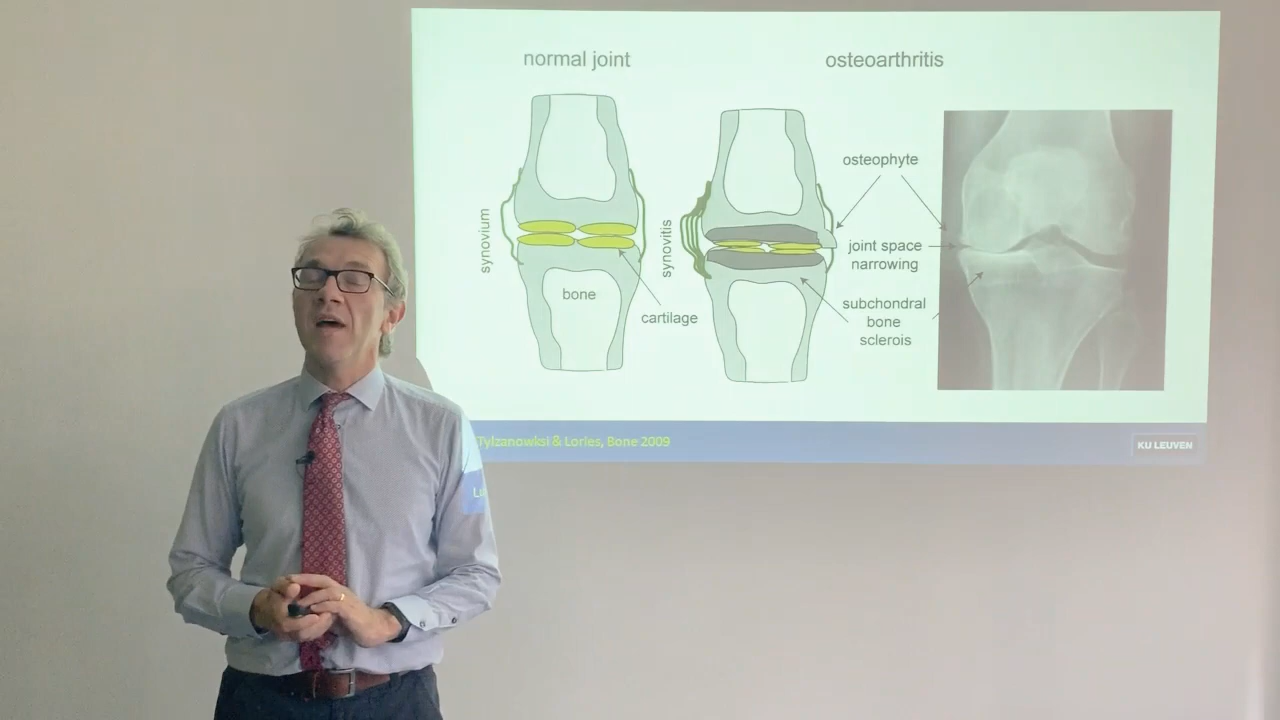 normal joint
osteoarthritis
synovium
bone
cartilage
synovitis
osteophyte
joint space
narrowing
subchondral
bone
sclerois
Tylzanowksi & Lories, Bone 2009
KU LEUVEN